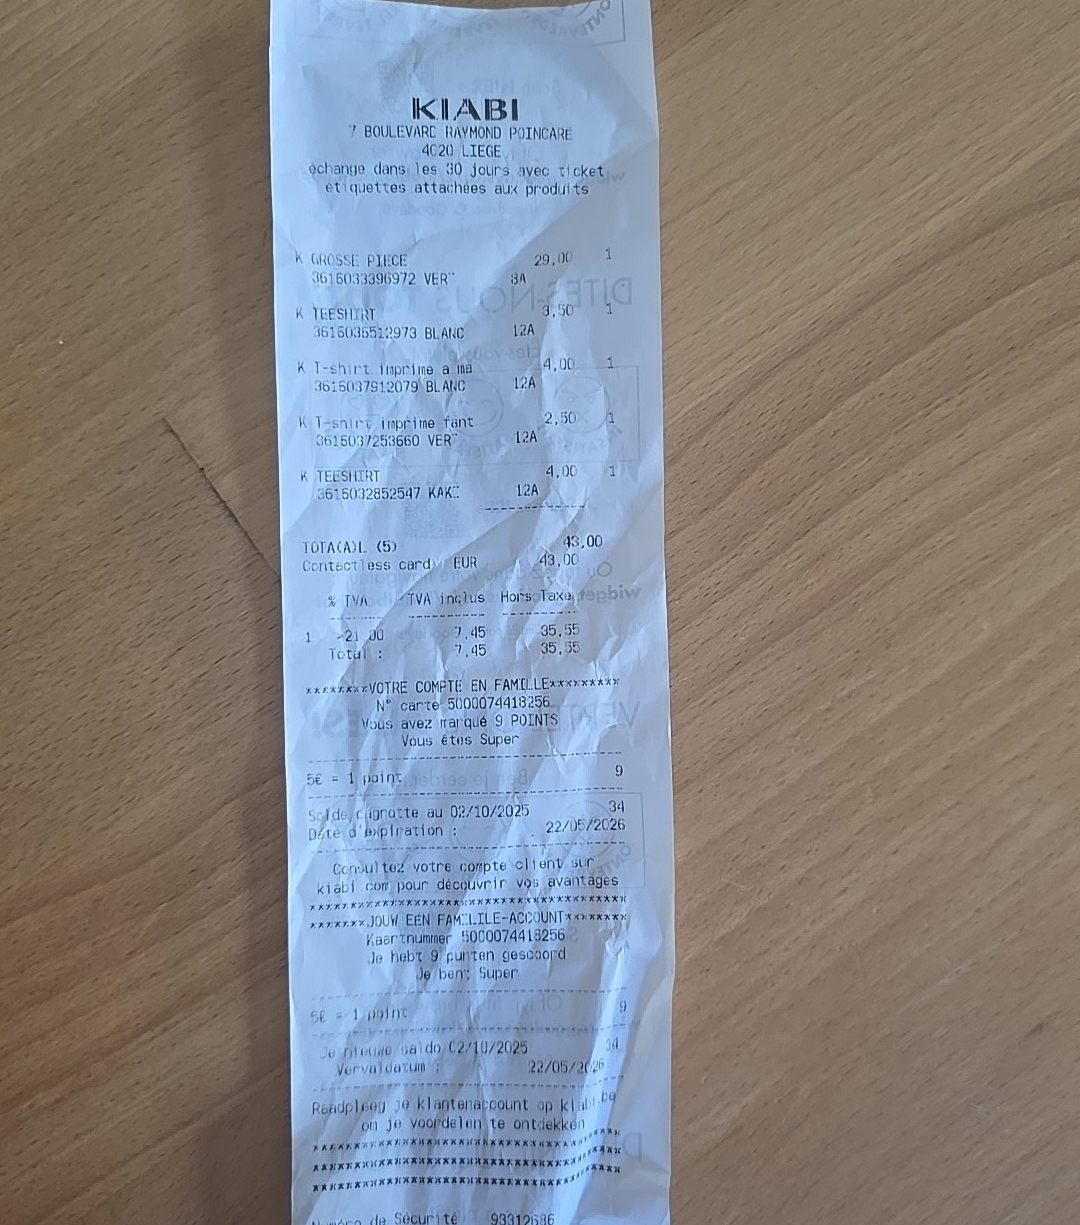 KIABI
7 BOULEVARD RAYMOND POINCARE
4020 LIEGE
échange dans les 30 jours avec ticket
étiquettes attachées aux produits
K GROSSE PIECE 29,00 1
3616033396972 VERT 8A
K TEESHIRT 3,50 1
3616036512973 BLANC 12A
K T-shirt imprime a ma 4,00 1
3616037912079 BLANC 12A
K T-shirt imprime fant 2,50 1
3616037253660 VERT 12A
K TEESHIRT 4,00 1
3616032852547 KAKI 12A
TOTA(A)L (5) 43,00
Contactless card EUR 43,00
% TVA TVA inclus Hors Taxe
1 >21,00 7,45 35,55
Total : 7,45 35,55
********VOTRE COMPTE EN FAMILLE*********
N° carte 5000074418256
Vous avez marqué 9 POINTS
Vous êtes Super
5€ = 1 point 9
Solde cagnotte au 02/10/2025 34
Date d'expiration : 22/05/2026
Consultez votre compte client sur
kiabi.com pour découvrir vos avantages
****************************************
*******.JOUW EEN FAMILILE-ACCOUNT********
Kaartnummer 5000074418256
Je hebt 9 punten gescoord
Je bent Super
5€ = 1 point 9
Je nieuwe saldo 02/10/2025 34
Vervaldatum : 22/05/2026
Raadpleeg je klantenaccount op kiabi.be
om je voordelen te ontdekken
****************************************
****************************************
****************************************
Numéro de Sécurité 93312686